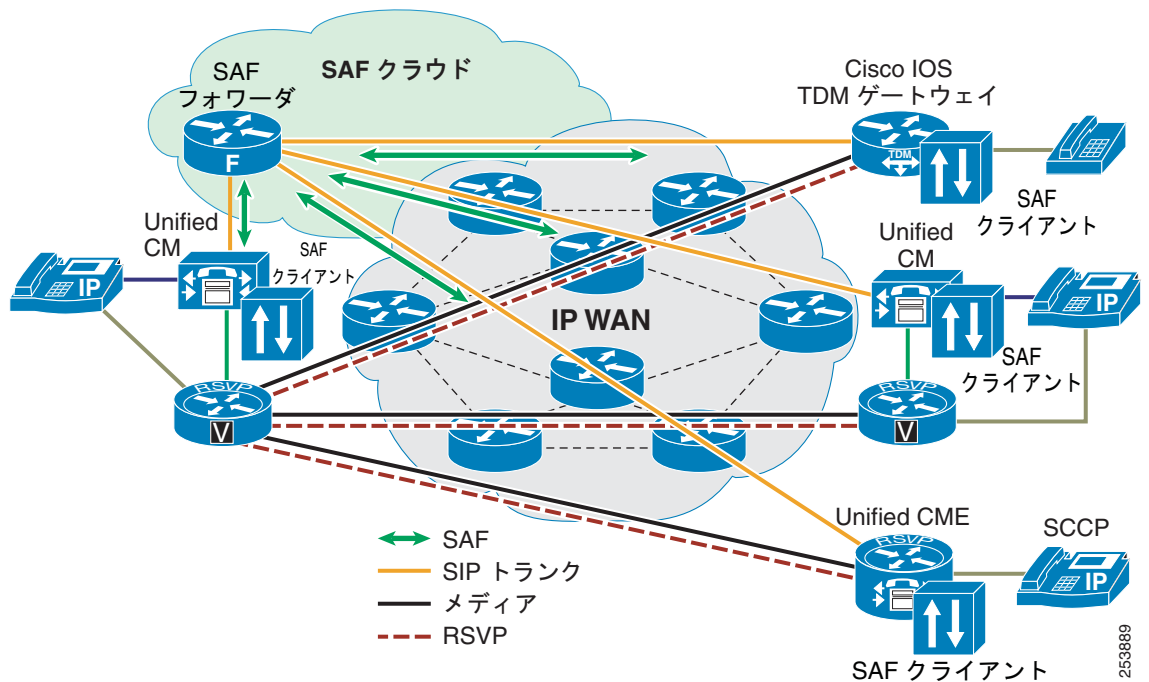 SAF クラウド
SAF
フォワーダ
F
Cisco IOS
TDM ゲートウェイ
TDM
SAF
クライアント
Unified
CM
SAF
クライアント
IP
Unified
CM
IP
SAF
クライアント
IP WAN
RSVP
V
RSVP
V
Unified CME
RSVP
SCCP
IP
SAF クライアント
SAF
SIP トランク
メディア
RSVP
253889